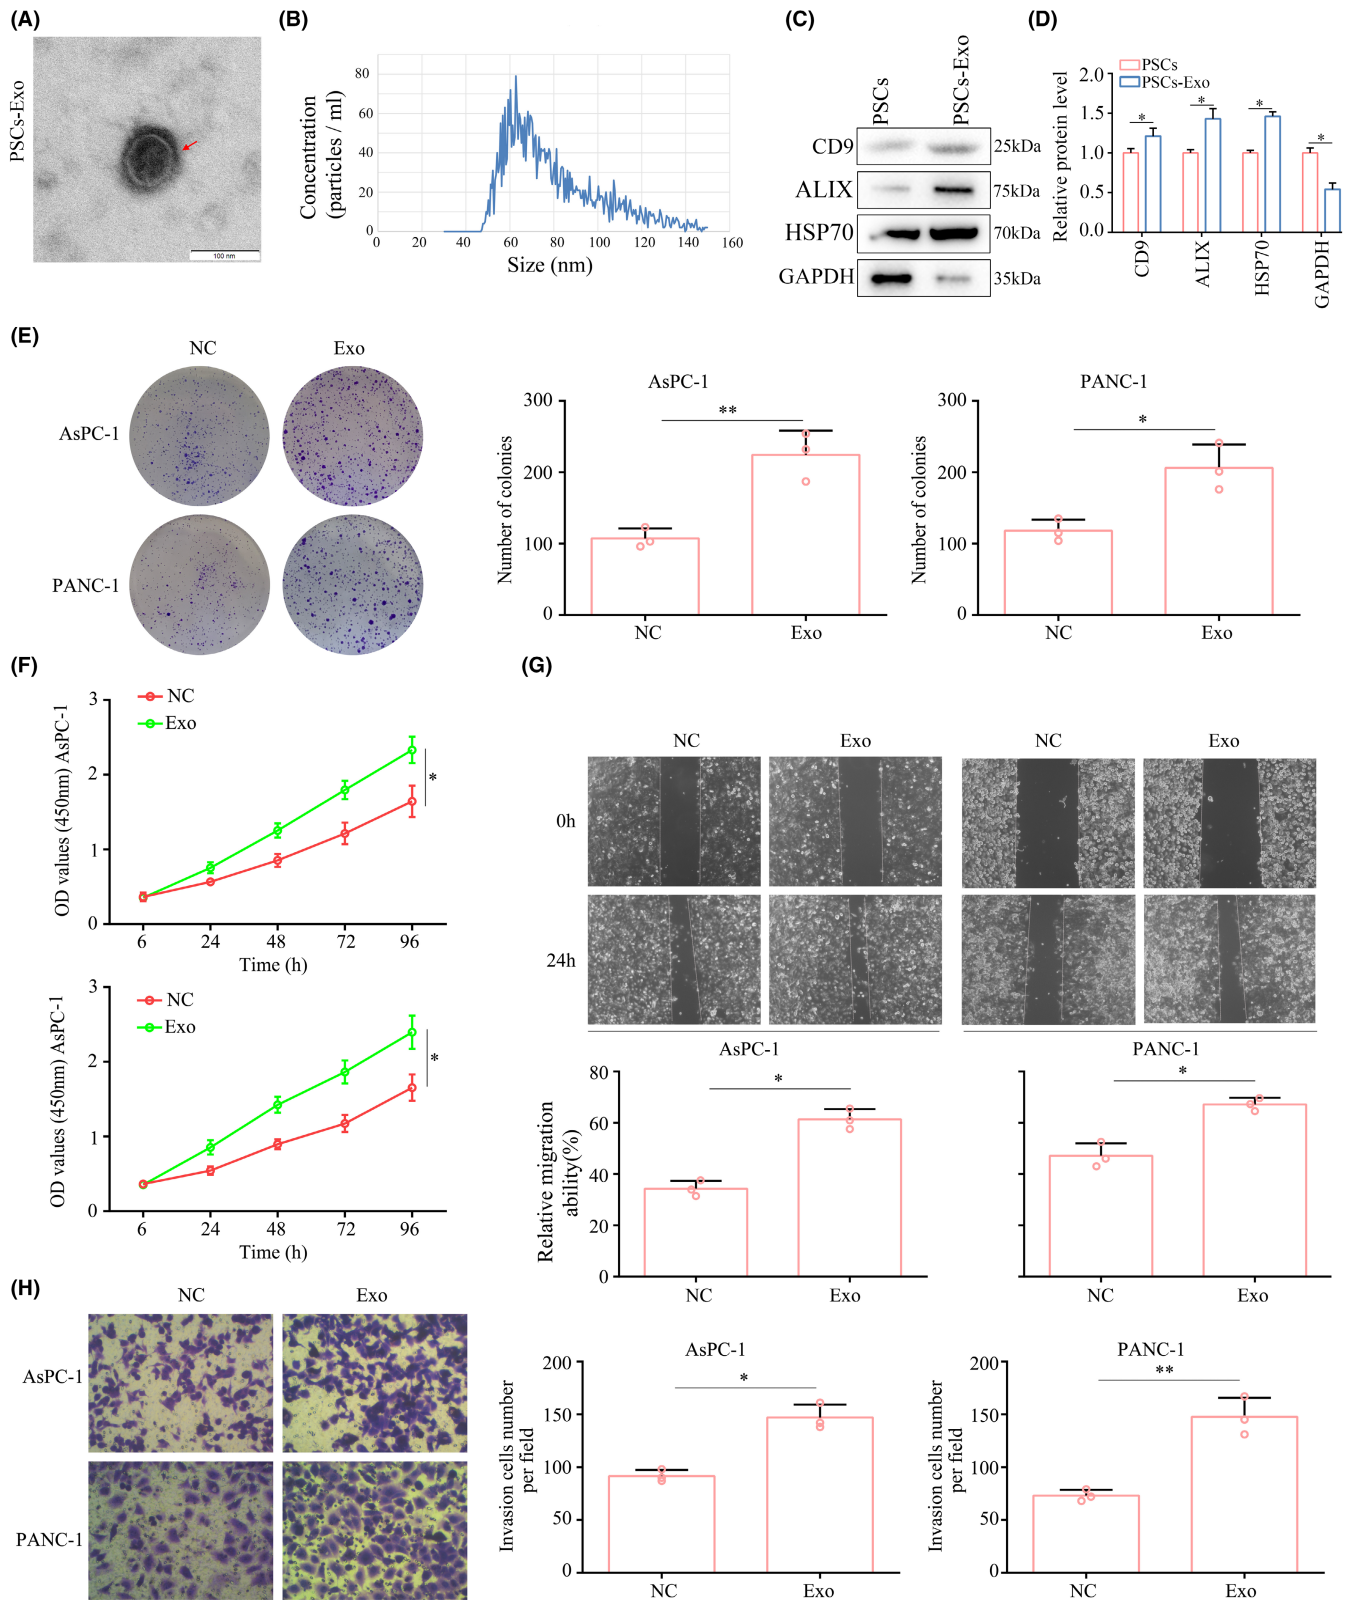 (A)
PSCs-Exo
100 nm
(B)
Concentration
(particles / ml)
80
60
40
20
0
0 20 40 60 80 100 120 140 160
Size (nm)
(C)
PSCs PSCs-Exo
CD9 25kDa
ALIX 75kDa
HSP70 70kDa
GAPDH 35kDa
(D)
PSCs
PSCs-Exo
Relative protein level
2.0
1.5
1.0
0.5
0.0
* * * *
CD9 ALIX HSP70 GAPDH
(E)
NC Exo
AsPC-1
PANC-1
AsPC-1
Number of colonies
300
200
100
0
**
NC Exo
PANC-1
Number of colonies
300
200
100
0
*
NC Exo
(F)
NC
Exo
OD values (450nm) AsPC-1
3
2
1
0
*
6 24 48 72 96
Time (h)
NC
Exo
OD values (450nm) AsPC-1
3
2
1
0
*
6 24 48 72 96
Time (h)
(G)
NC Exo NC Exo
0h
24h
AsPC-1 PANC-1
Relative migration
ability(%)
80
60
40
20
0
*
NC Exo
*
NC Exo
(H)
NC Exo
AsPC-1
PANC-1
AsPC-1
Invasion cells number
per field
200
150
100
50
0
*
NC Exo
PANC-1
Invasion cells number
per field
200
150
100
50
0
**
NC Exo